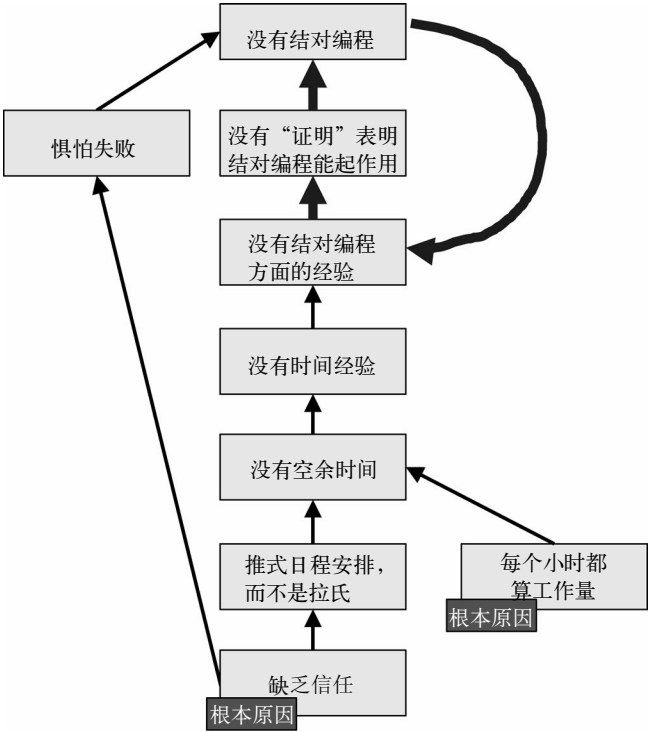 没有结对编程
惧怕失败
没有“证明”表明
结对编程能起作用
没有结对编程
方面的经验
没有时间经验
没有空余时间
推式日程安排，
而不是拉氏
每个小时都
算工作量
根本原因
缺乏信任
根本原因